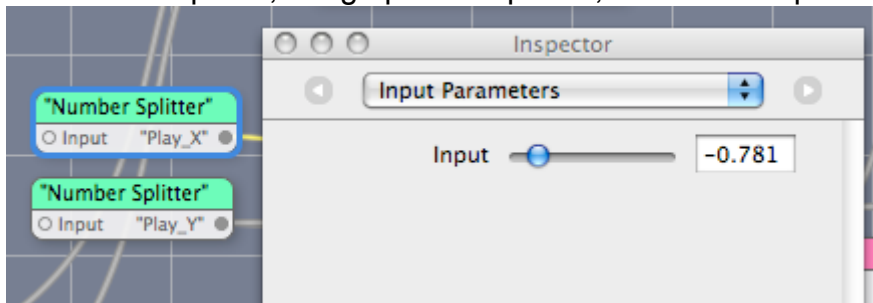 Inspector
Input Parameters
"Number Splitter"
Input "Play_X"
Input -0.781
"Number Splitter"
Input "Play_Y"